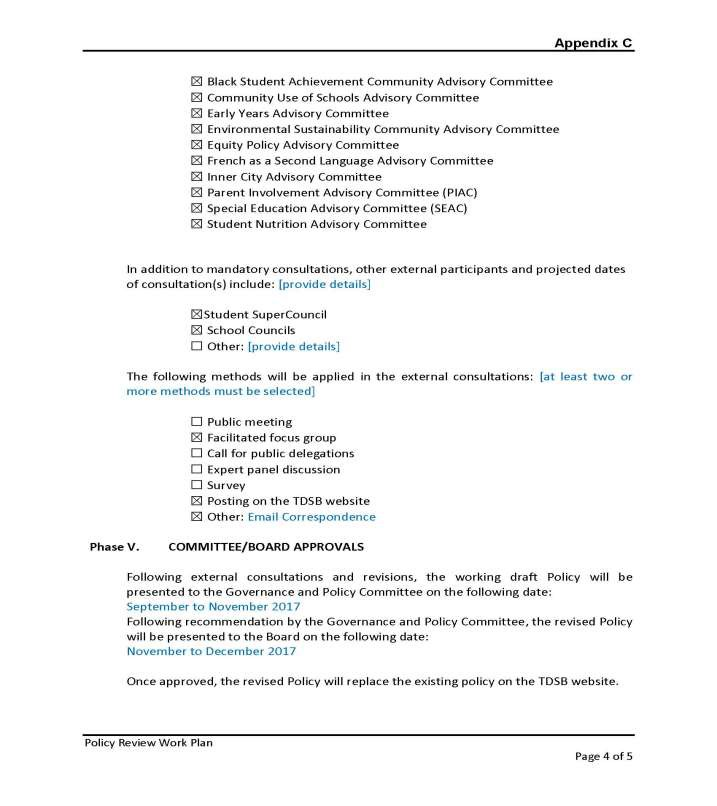 Appendix C
☒ Black Student Achievement Community Advisory Committee
☒ Community Use of Schools Advisory Committee
☒ Early Years Advisory Committee
☒ Environmental Sustainability Community Advisory Committee
☒ Equity Policy Advisory Committee
☒ French as a Second Language Advisory Committee
☒ Inner City Advisory Committee
☒ Parent Involvement Advisory Committee (PIAC)
☒ Special Education Advisory Committee (SEAC)
☒ Student Nutrition Advisory Committee
In addition to mandatory consultations, other external participants and projected dates
of consultation(s) include: [provide details]
☒Student SuperCouncil
☒ School Councils
☐ Other: [provide details]
The following methods will be applied in the external consultations: [at least two or
more methods must be selected]
☐ Public meeting
☒ Facilitated focus group
☐ Call for public delegations
☐ Expert panel discussion
☐ Survey
☒ Posting on the TDSB website
☒ Other: Email Correspondence
Phase V. COMMITTEE/BOARD APPROVALS
Following external consultations and revisions, the working draft Policy will be
presented to the Governance and Policy Committee on the following date:
September to November 2017
Following recommendation by the Governance and Policy Committee, the revised Policy
will be presented to the Board on the following date:
November to December 2017
Once approved, the revised Policy will replace the existing policy on the TDSB website.
Policy Review Work Plan
Page 4 of 5